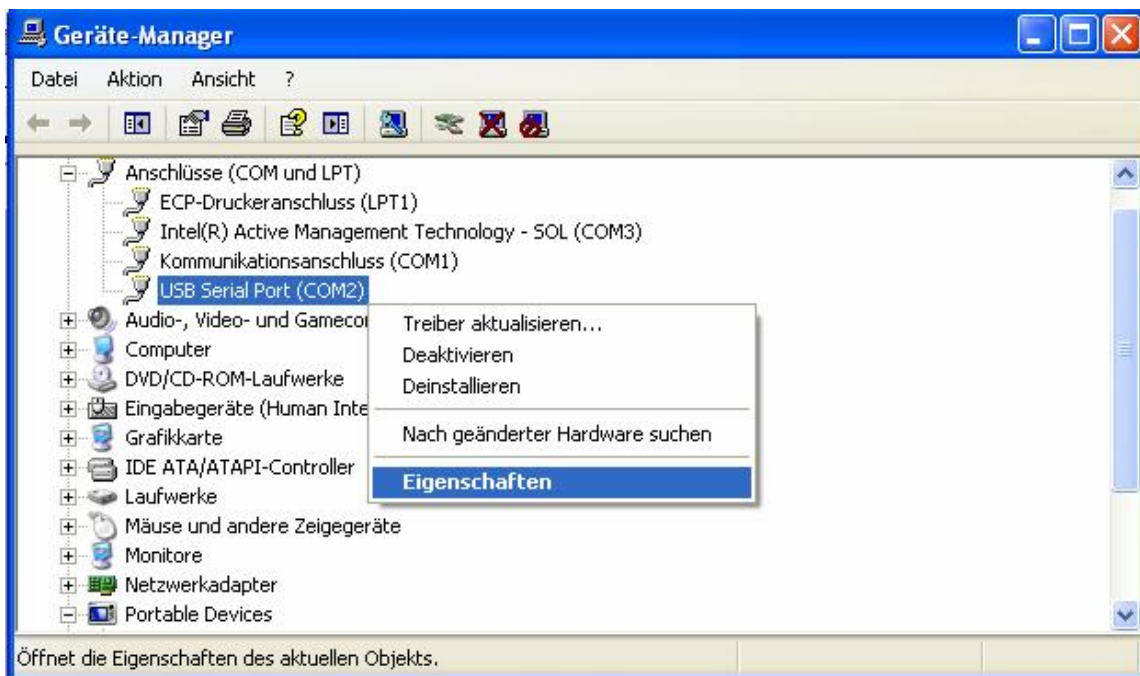 Geräte-Manager
Datei Aktion Ansicht ?
Anschlüsse (COM und LPT)
ECP-Druckeranschluss (LPT1)
Intel(R) Active Management Technology - SOL (COM3)
Kommunikationsanschluss (COM1)
USB Serial Port (COM2)
Audio-, Video- und Gamecor
Computer
DVD/CD-ROM-Laufwerke
Eingabegeräte (Human Inte
Grafikkarte
IDE ATA/ATAPI-Controller
Laufwerke
Mäuse und andere Zeigegeräte
Monitore
Netzwerkadapter
Portable Devices
Treiber aktualisieren...
Deaktivieren
Deinstallieren
Nach geänderter Hardware suchen
Eigenschaften
Öffnet die Eigenschaften des aktuellen Objekts.